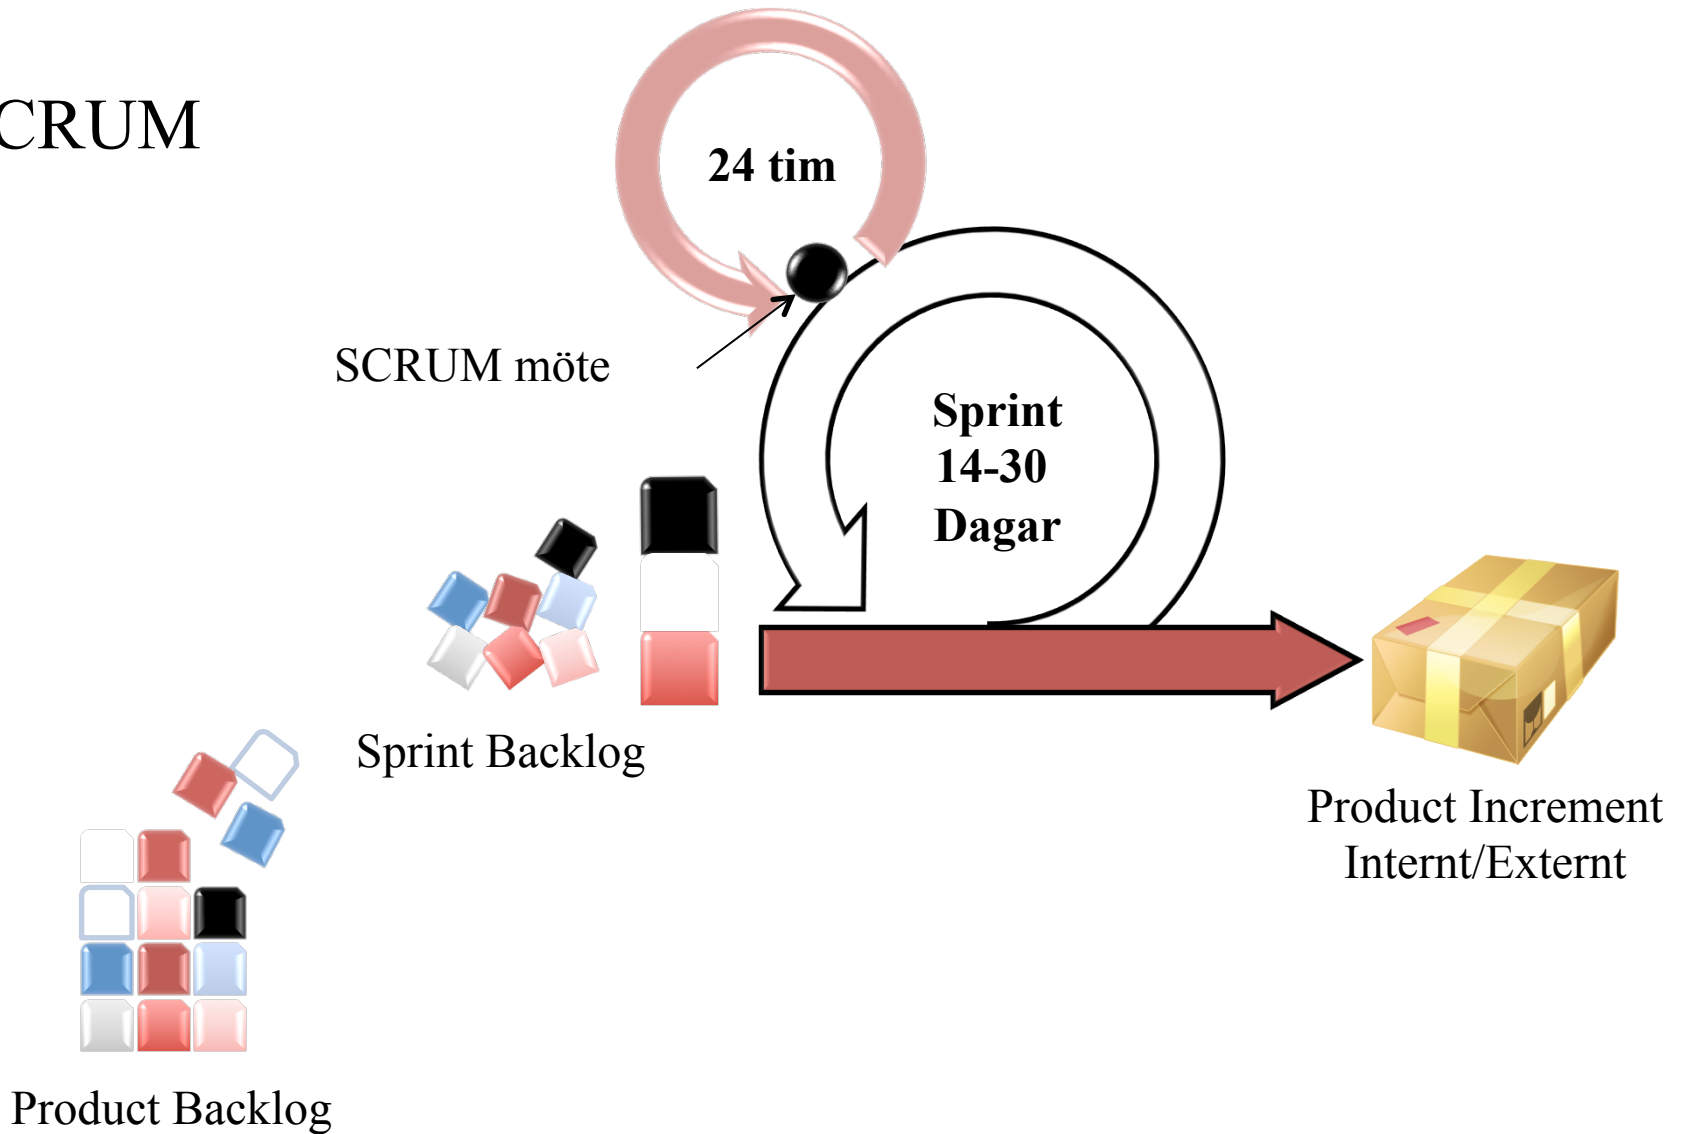 CRUM
24 tim
SCRUM möte
Sprint
14-30
Dagar
Sprint Backlog
Product Increment
Internt/Externt
Product Backlog